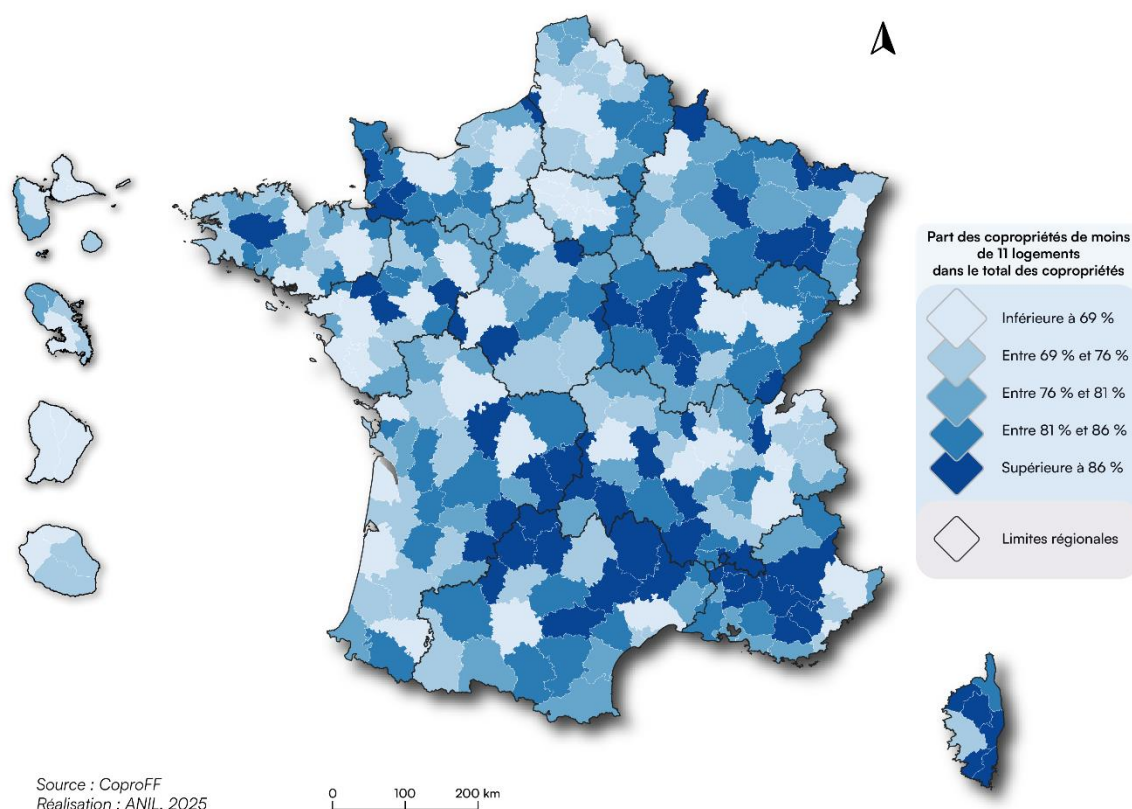 Part des copropriétés de moins
de 11 logements
dans le total des copropriétés
Inférieure à 69 %
Entre 69 % et 76 %
Entre 76 % et 81 %
Entre 81 % et 86 %
Supérieure à 86 %
Limites régionales
Source : CoproFF
Réalisation : ANIL, 2025
0 100 200 km